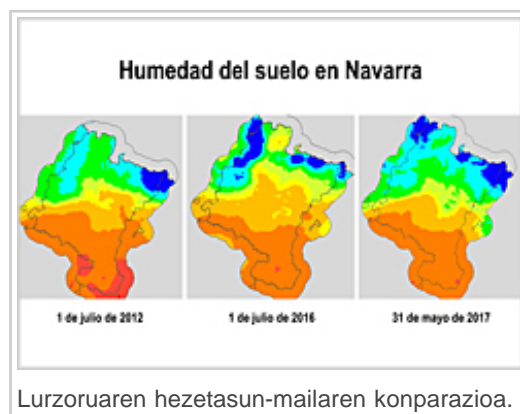 Humedad del suelo en Navarra
1 de julio de 2012
1 de julio de 2016
31 de mayo de 2017
Lurzoruaren hezetasun-mailaren konparazioa.